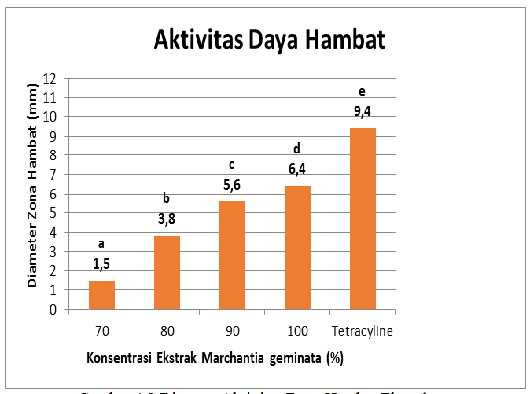 Aktivitas Daya Hambat
Diameter Zona Hambat (mm)
12
11
10
9
8
7
6
5
4
3
2
1
0
a
1,5
b
3,8
c
5,6
d
6,4
e
9,4
70 80 90 100 Tetracyline
Konsentrasi Ekstrak Marchantia geminata (%)